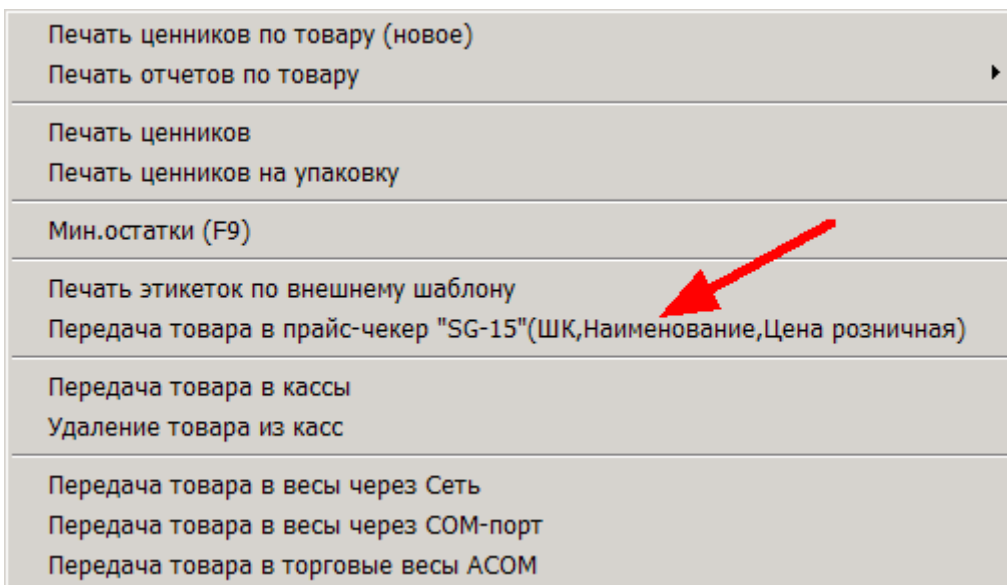 Печать ценников по товару (новое)
Печать отчетов по товару
Печать ценников
Печать ценников на упаковку
Мин.остатки (F9)
Печать этикеток по внешнему шаблону
Передача товара в прайс-чекер "SG-15"(ШК,Наименование,Цена розничная)
Передача товара в кассы
Удаление товара из касс
Передача товара в весы через Сеть
Передача товара в весы через COM-порт
Передача товара в торговые весы ACOM